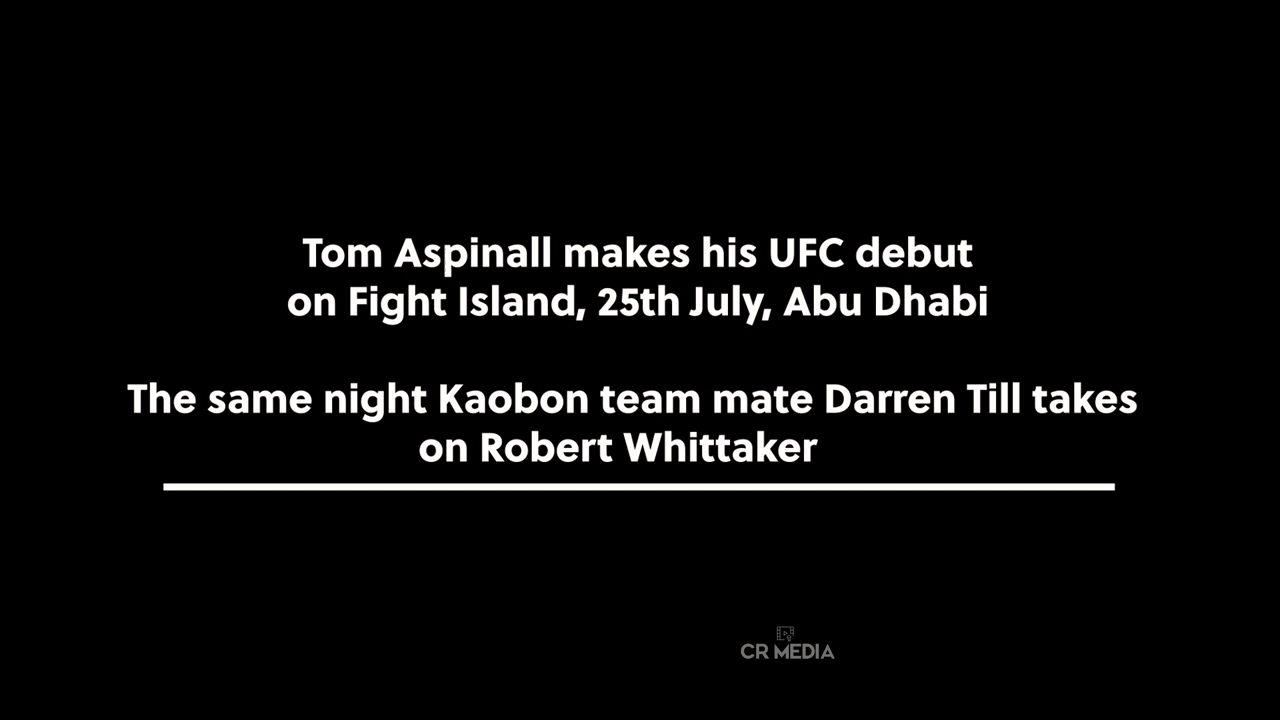 Tom Aspinall makes his UFC debut
on Fight Island, 25th July, Abu Dhabi
The same night Kaobon team mate Darren Till takes
on Robert Whittaker
CR MEDIA